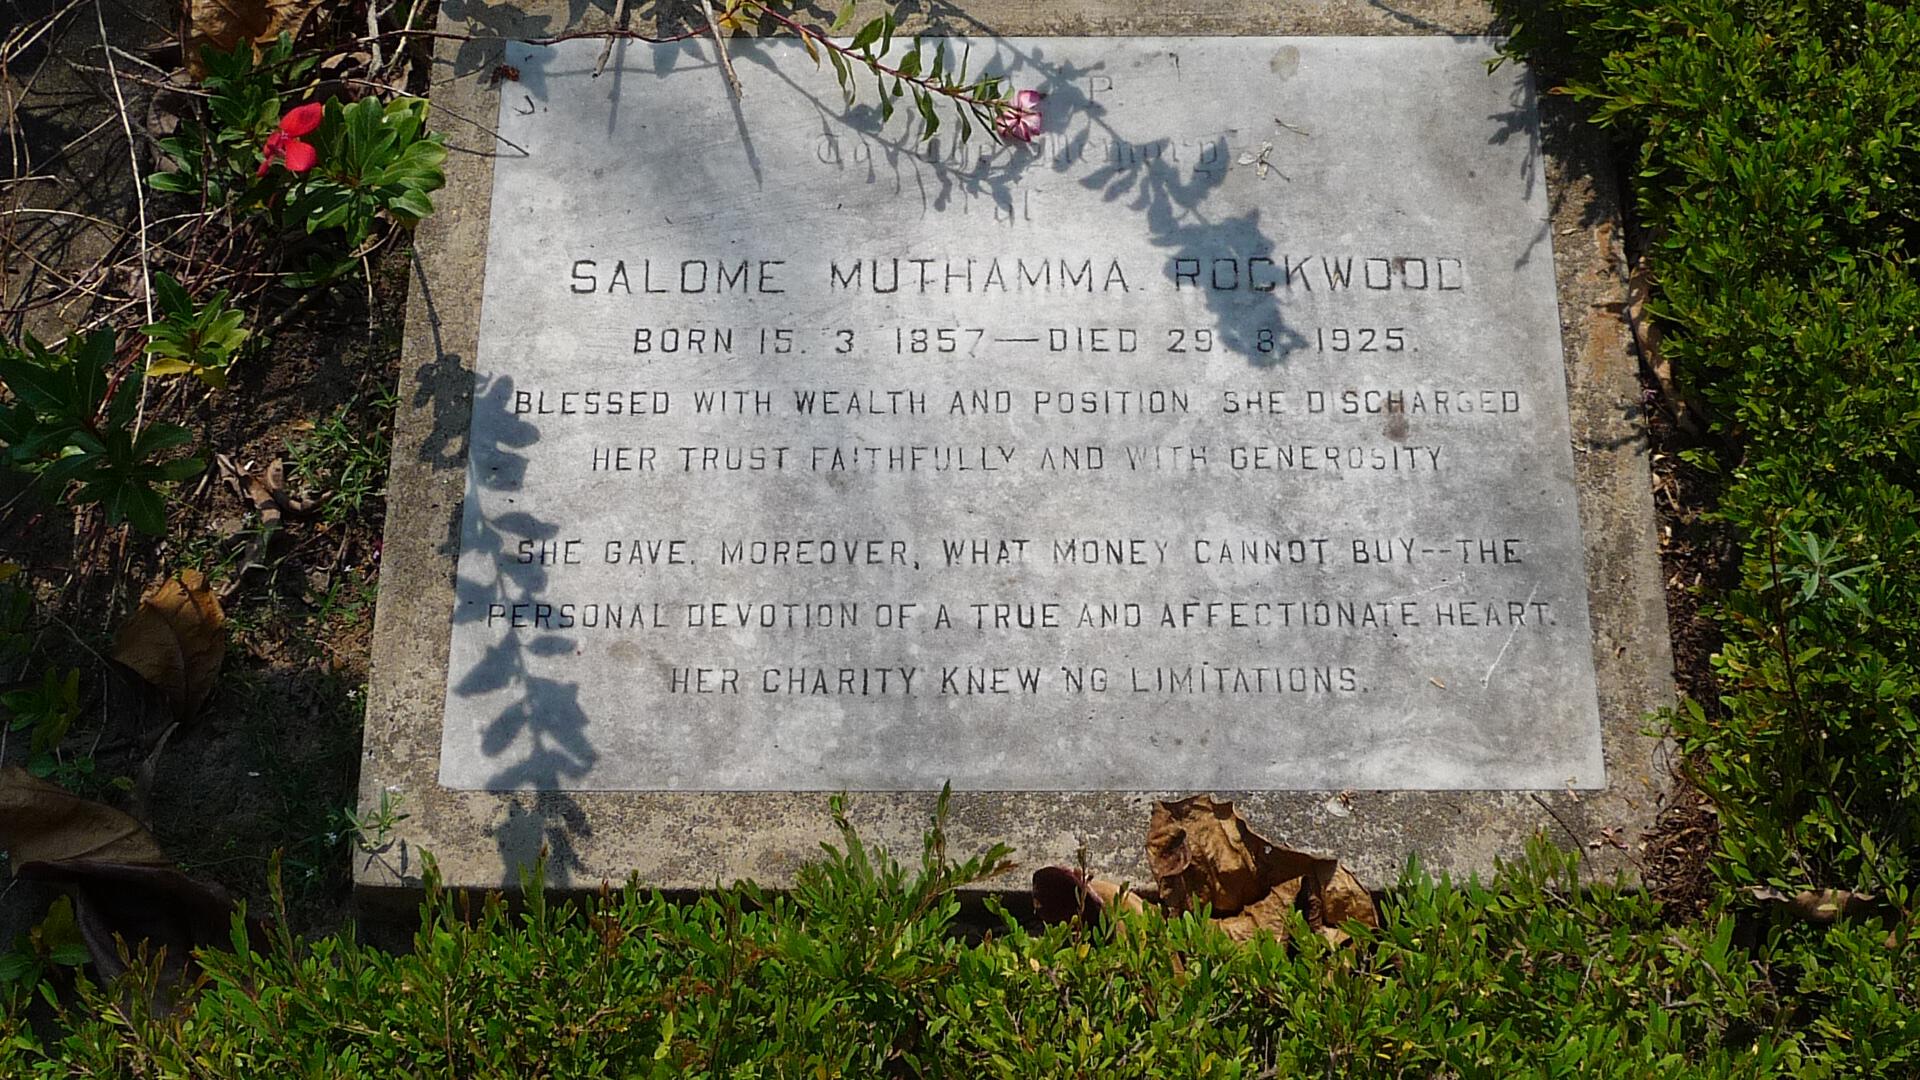 P
Memory
SALOME MUTHAMMA ROCKWOOD
BORN 15. 3 1857—DIED 29. 8. 1925.
BLESSED WITH WEALTH AND POSITION SHE DISCHARGED
HER TRUST FAITHFULLY AND WITH GENEROSITY
SHE GAVE, MOREOVER, WHAT MONEY CANNOT BUY--THE
PERSONAL DEVOTION OF A TRUE AND AFFECTIONATE HEART.
HER CHARITY KNEW NO LIMITATIONS.